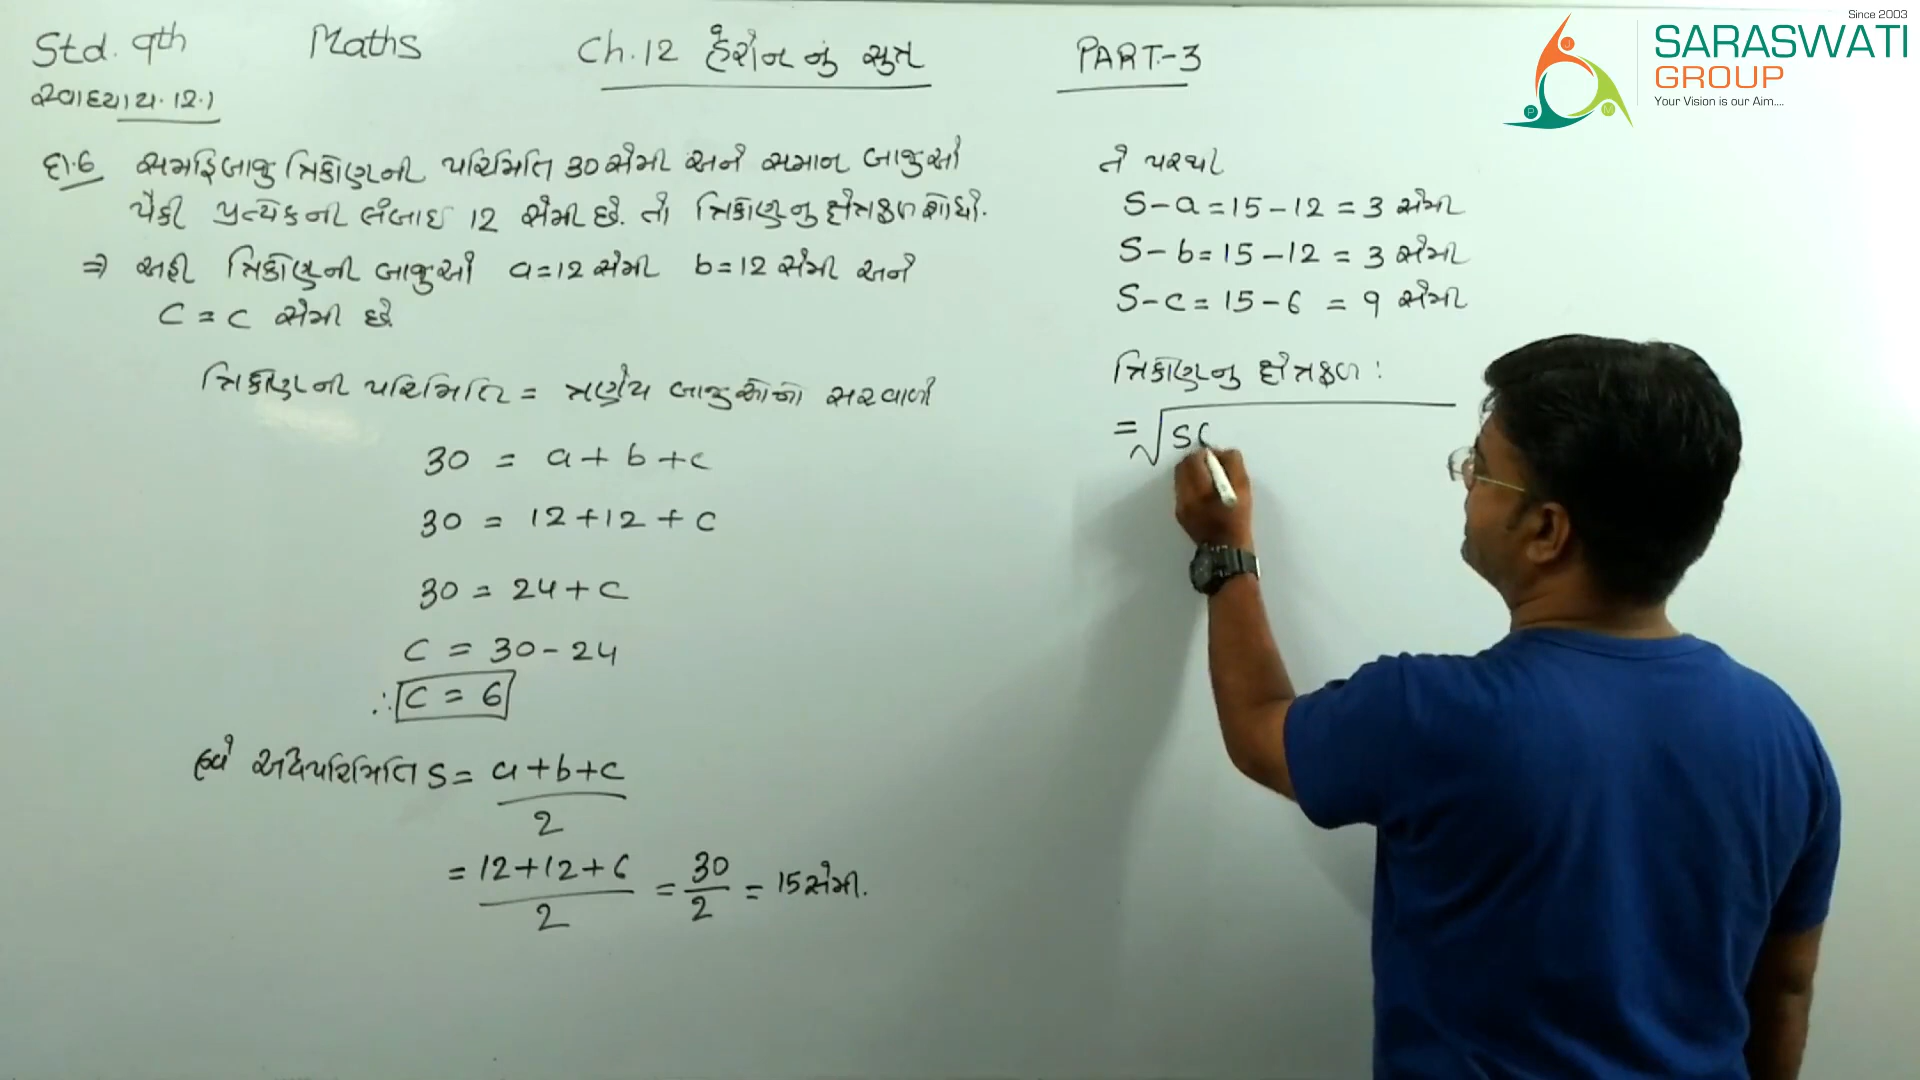 Std. 9th Maths Ch.12 હેરોન નું સુત્ર PART-3
સ્વાધ્યાય.12.1
દા.6 સમદ્વિબાજુ ત્રિકોણની પરિમિતિ 30 સેમી અને સમાન બાજુઓ
પૈકી પ્રત્યેકની લંબાઇ 12 સેમી છે. તો ત્રિકોણનુ ક્ષેત્રફળ શોધો.
⇒ અહી ત્રિકોણની બાજુઓ a=12 સેમી b=12 સેમી અને
C = C સેમી છે
ત્રિકોણની પરિમિતિ = ત્રણેય બાજુઓનો સરવાળો
30 = a + b + c
30 = 12+12 + C
30 = 24 + C
C = 30 - 24
∴ C = 6
હવે અર્ધપરિમિતિ S = a+b+c
2
= 12+12+6 = 30 = 15 સેમી.
2 2
તે પરથી
S-a = 15-12 = 3 સેમી
S-b = 15-12 = 3 સેમી
S-c = 15-6 = 9 સેમી
ત્રિકોણનુ ક્ષેત્રફળ :
= √S(
Since 2003
SARASWATI
GROUP
Your Vision is our Aim....
P M